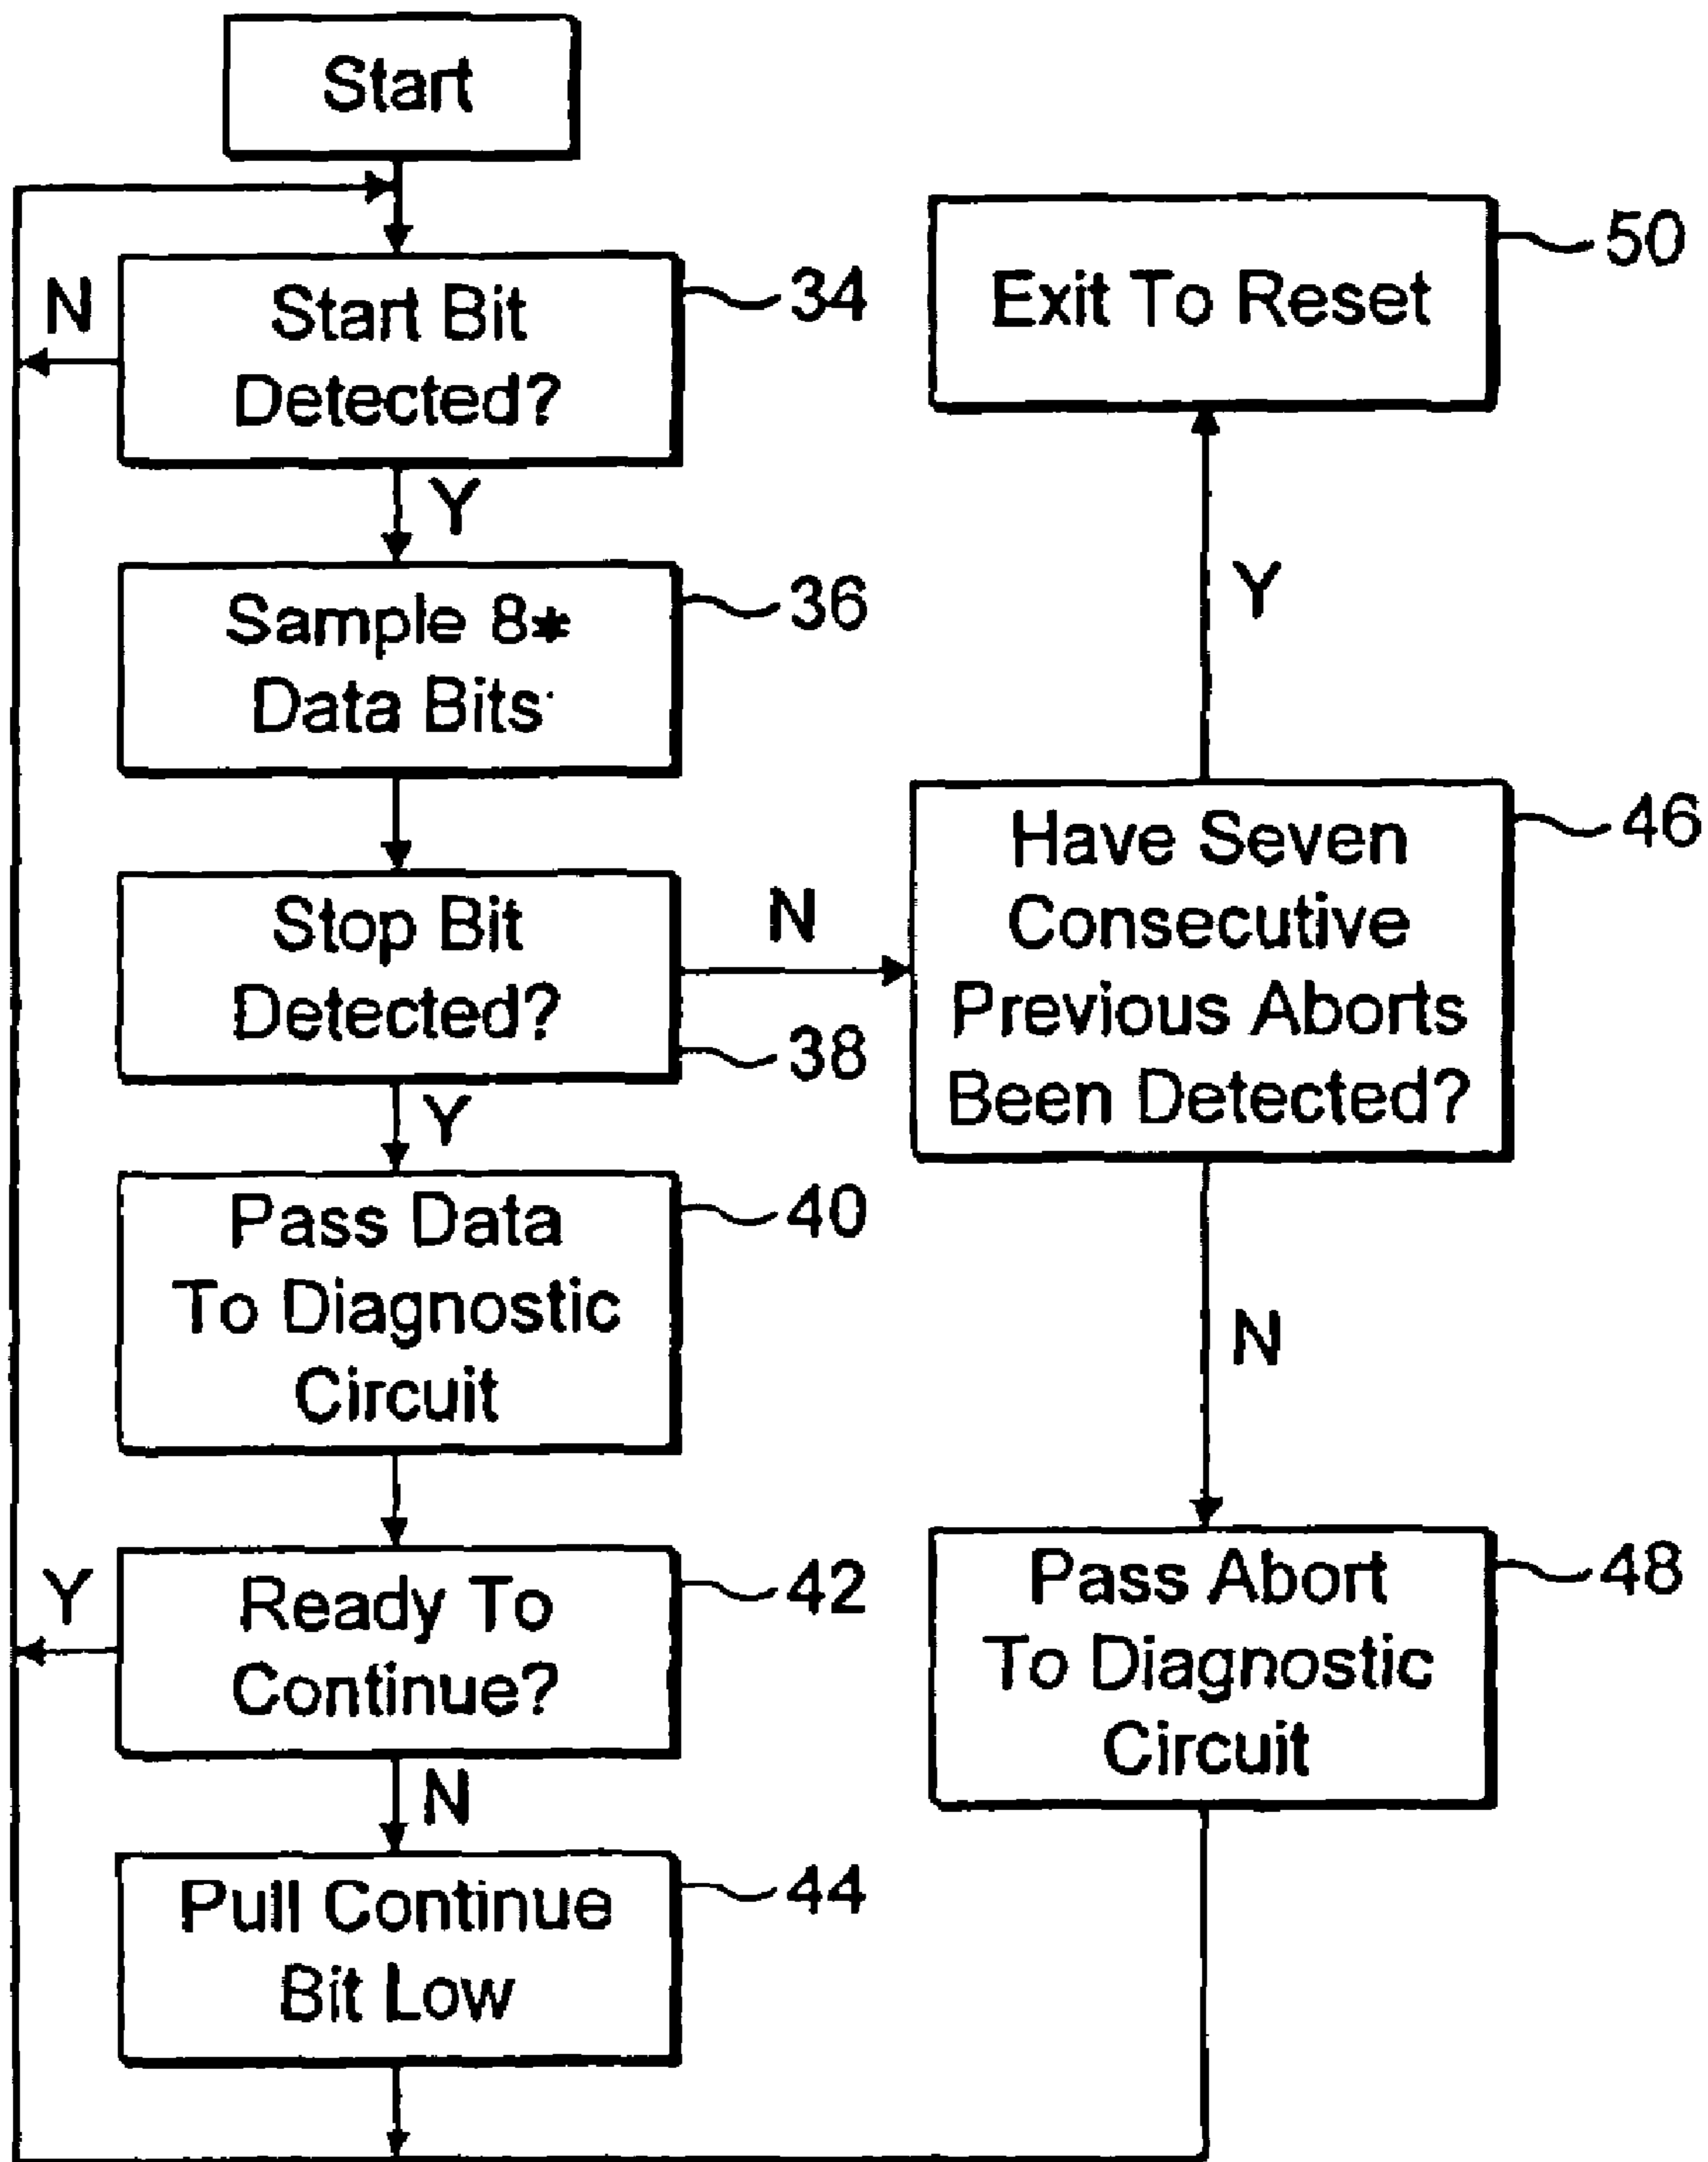 Start
Start Bit
Detected?
34
N
Y
Sample 8*
Data Bits
36
Stop Bit
Detected?
38
N
Y
Pass Data
To Diagnostic
Circuit
40
Ready To
Continue?
42
Y
N
Pull Continue
Bit Low
44
Exit To Reset
50
Y
Have Seven
Consecutive
Previous Aborts
Been Detected?
46
N
Pass Abort
To Diagnostic
Circuit
48